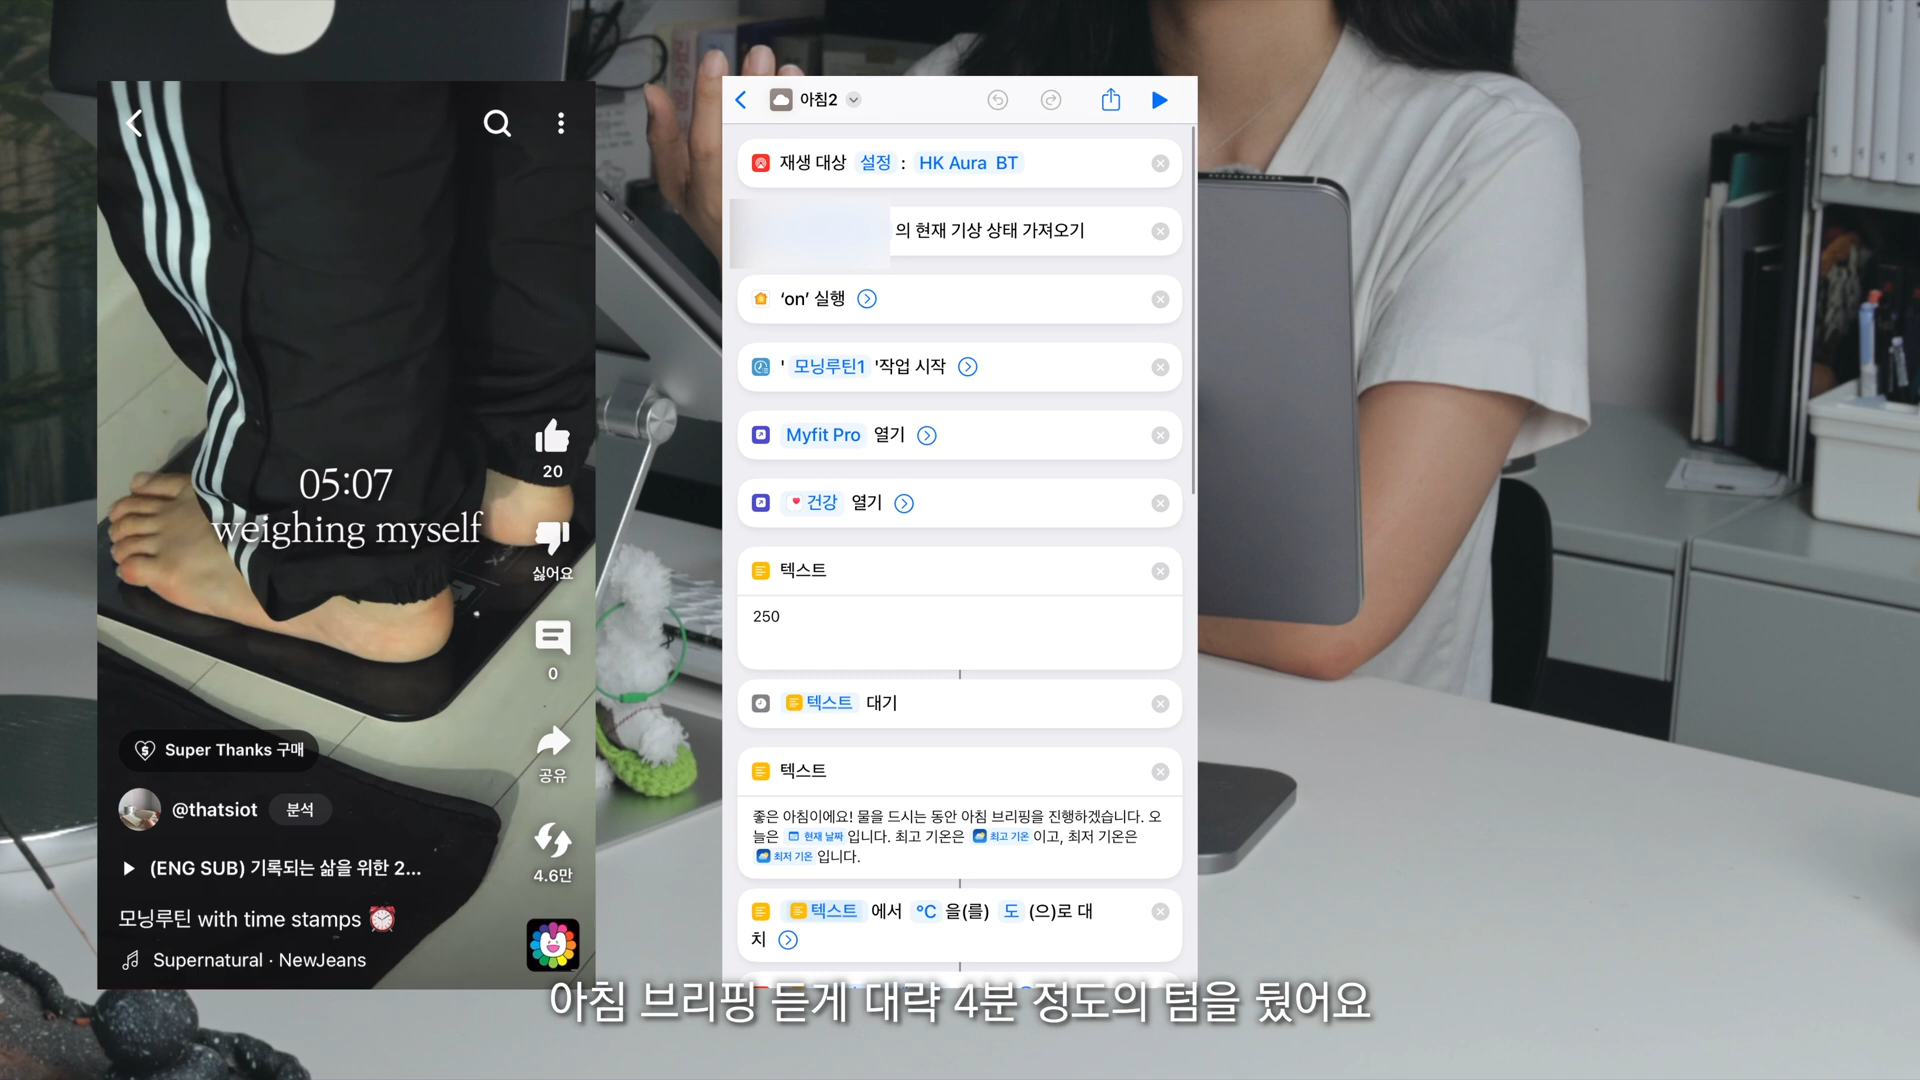 05:07
weighing myself
20
싫어요
0
공유
4.6만
Super Thanks 구매
@thatsiot 분석
(ENG SUB) 기록되는 삶을 위한 2...
모닝루틴 with time stamps ⏰
Supernatural · NewJeans
아침2
재생 대상 설정 : HK Aura BT
의 현재 기상 상태 가져오기
‘on’ 실행
' 모닝루틴1 '작업 시작
Myfit Pro 열기
건강 열기
텍스트
250
텍스트 대기
텍스트
좋은 아침이에요! 물을 드시는 동안 아침 브리핑을 진행하겠습니다. 오
늘은 현재 날짜 입니다. 최고 기온은 최고 기온 이고, 최저 기온은
최저 기온 입니다.
텍스트 에서 °C 을(를) 도 (으)로 대
치
아침 브리핑 듣게 대략 4분 정도의 텀을 뒀어요